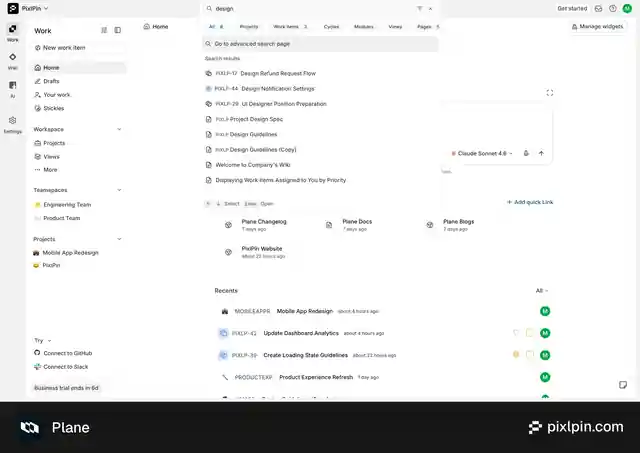 PixlPin
design
Get started
M
Work
Wiki
AI
Settings
Work
New work item
Home
Drafts
Your work
Stickies
Workspace
Projects
Views
More
Teamspaces
Engineering Team
Product Team
Projects
Mobile App Redesign
PixlPin
Try
Connect to GitHub
Connect to Slack
Business trial ends in 6d
Home
Manage widgets
All
Projects
Work items
Cycles
Modules
Views
Pages
Go to advanced search page
Search results
PIXLP-17 Design Refund Request Flow
PIXLP-44 Design Notification Settings
PIXLP-29 UI Designer Position Preparation
PIXLP Project Design Spec
PIXLP Design Guidelines
PIXLP Design Guidelines (Copy)
Welcome to Company's Wiki
Displaying Work Items Assigned to You by Priority
Select
Open
Claude Sonnet 4.6
Add quick Link
Plane Changelog
7 days ago
Plane Docs
7 days ago
Plane Blogs
7 days ago
PixlPin Website
about 22 hours ago
Recents
All
MOBILEAPPR Mobile App Redesign about 4 hours ago
M
PIXLP-42 Update Dashboard Analytics about 4 hours ago
M
PIXLP-39 Create Loading State Guidelines about 22 hours ago
M
PRODUCTEXP Product Experience Refresh 1 day ago
M
Plane
pixlpin.com